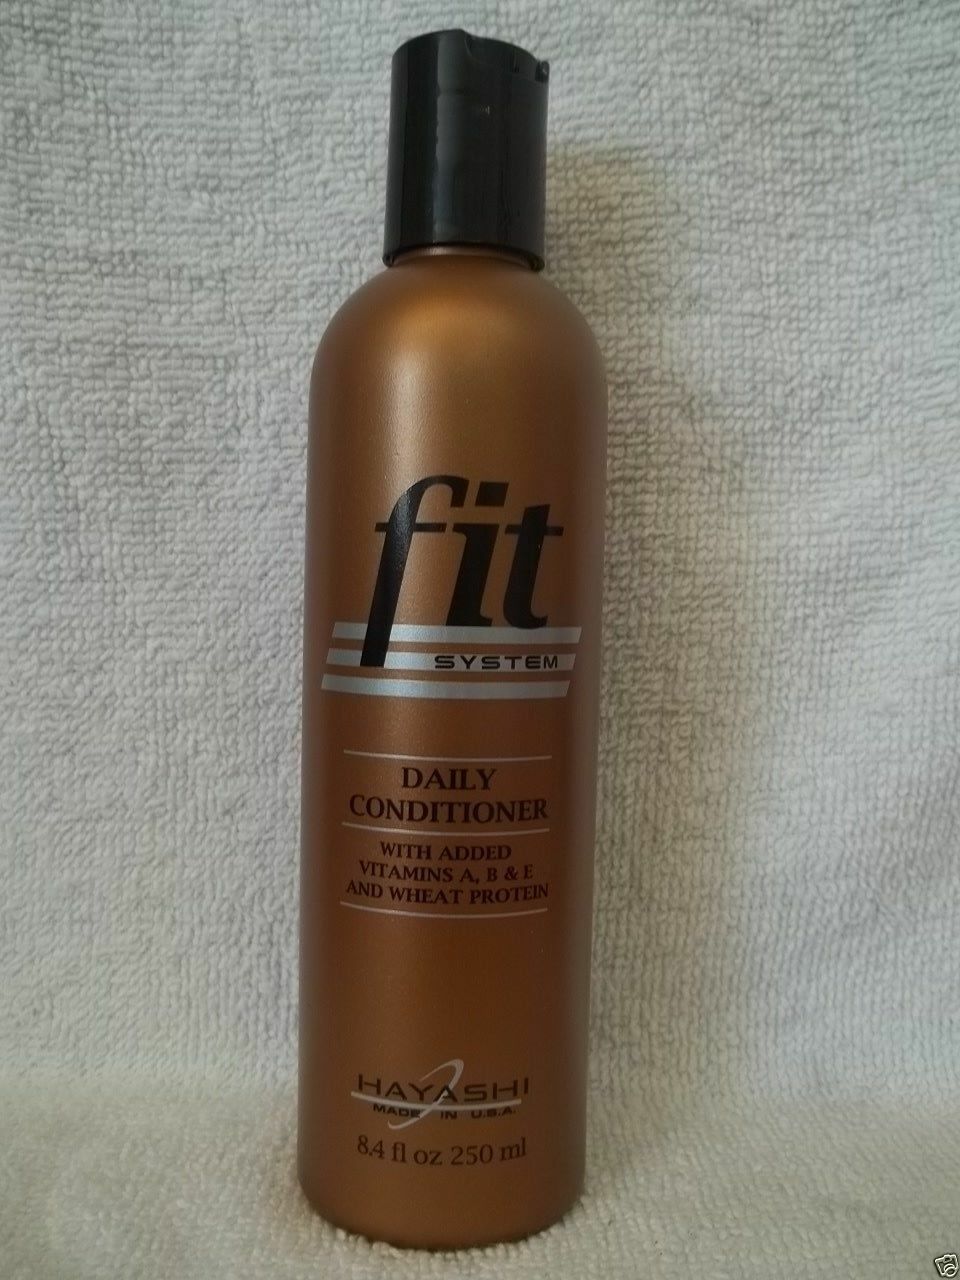 fit
SYSTEM
DAILY
CONDITIONER
WITH ADDED
VITAMINS A, B & E
AND WHEAT PROTEIN
HAYASHI
MADE IN U.S.A.
8.4 fl oz 250 ml